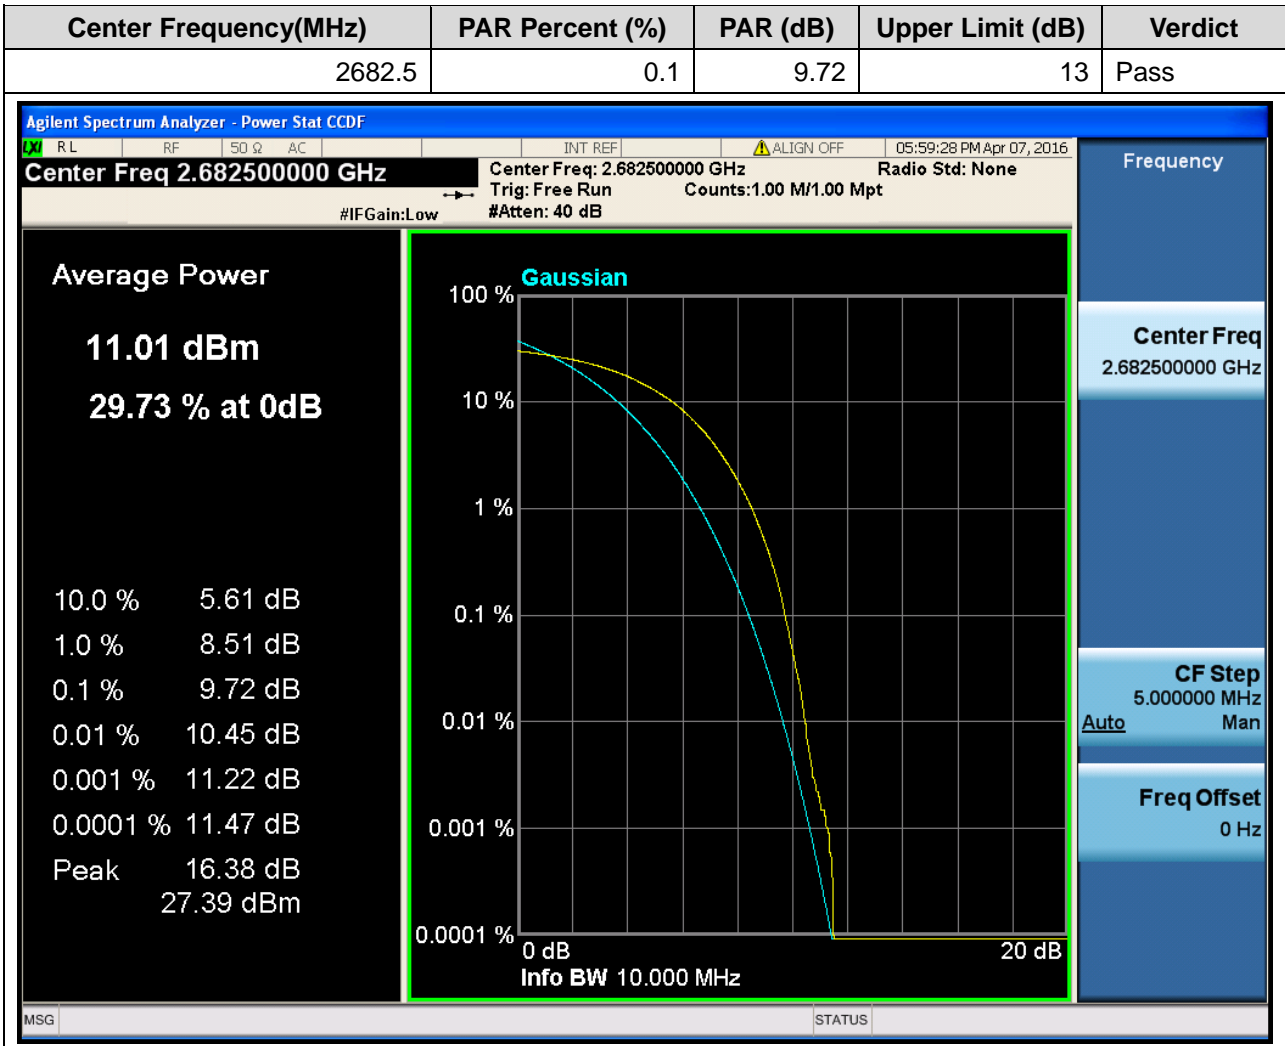 Center Frequency(MHz) PAR Percent (%) PAR (dB) Upper Limit (dB) Verdict
2682.5 0.1 9.72 13 Pass
Agilent Spectrum Analyzer - Power Stat CCDF
LXI RL RF 50 Ω AC INT REF ALIGN OFF 05:59:28 PM Apr 07, 2016
Center Freq 2.682500000 GHz
#IFGain:Low
Center Freq: 2.682500000 GHz Radio Std: None
Trig: Free Run Counts:1.00 M/1.00 Mpt
#Atten: 40 dB
Average Power
11.01 dBm
29.73 % at 0dB
10.0 % 5.61 dB
1.0 % 8.51 dB
0.1 % 9.72 dB
0.01 % 10.45 dB
0.001 % 11.22 dB
0.0001 % 11.47 dB
Peak 16.38 dB
27.39 dBm
Gaussian
100 %
10 %
1 %
0.1 %
0.01 %
0.001 %
0.0001 %
0 dB 20 dB
Info BW 10.000 MHz
Frequency
Center Freq
2.682500000 GHz
CF Step
5.000000 MHz
Auto Man
Freq Offset
0 Hz
MSG STATUS